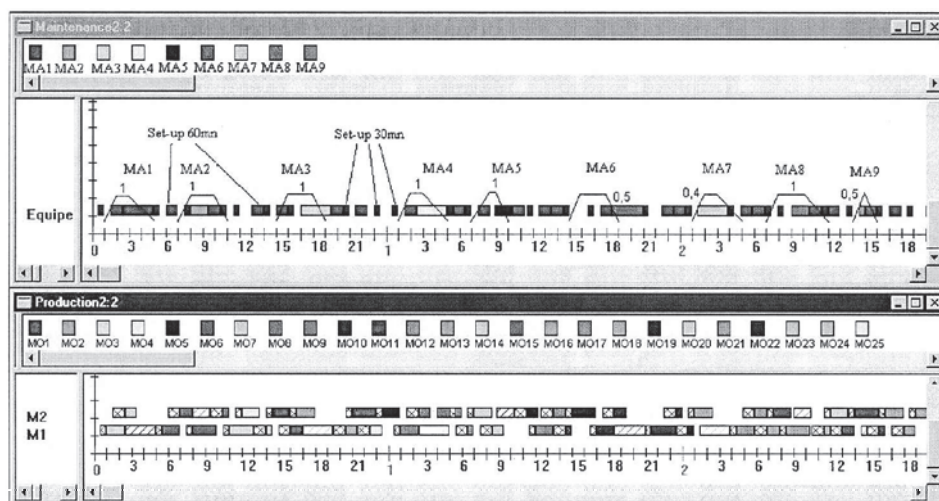 Maintenance2:2
MA1 MA2 MA3 MA4 MA5 MA6 MA7 MA8 MA9
Set-up 60mn Set-up 30mn
MA1 MA2 MA3 MA4 MA5 MA6 MA7 MA8 MA9
1 1 1 1 1 0,5 0,4 1 0,5
Equipe
0 3 6 9 12 15 18 21 1 3 6 9 12 15 18 21 2 3 6 9 12 15 18
Production2:2
MO1 MO2 MO3 MO4 MO5 MO6 MO7 MO8 MO9 MO10 MO11 MO12 MO13 MO14 MO15 MO16 MO17 MO18 MO19 MO20 MO21 MO22 MO23 MO24 MO25
M2
M1
0 3 6 9 12 15 18 21 1 3 6 9 12 15 18 21 2 3 6 9 12 15 18